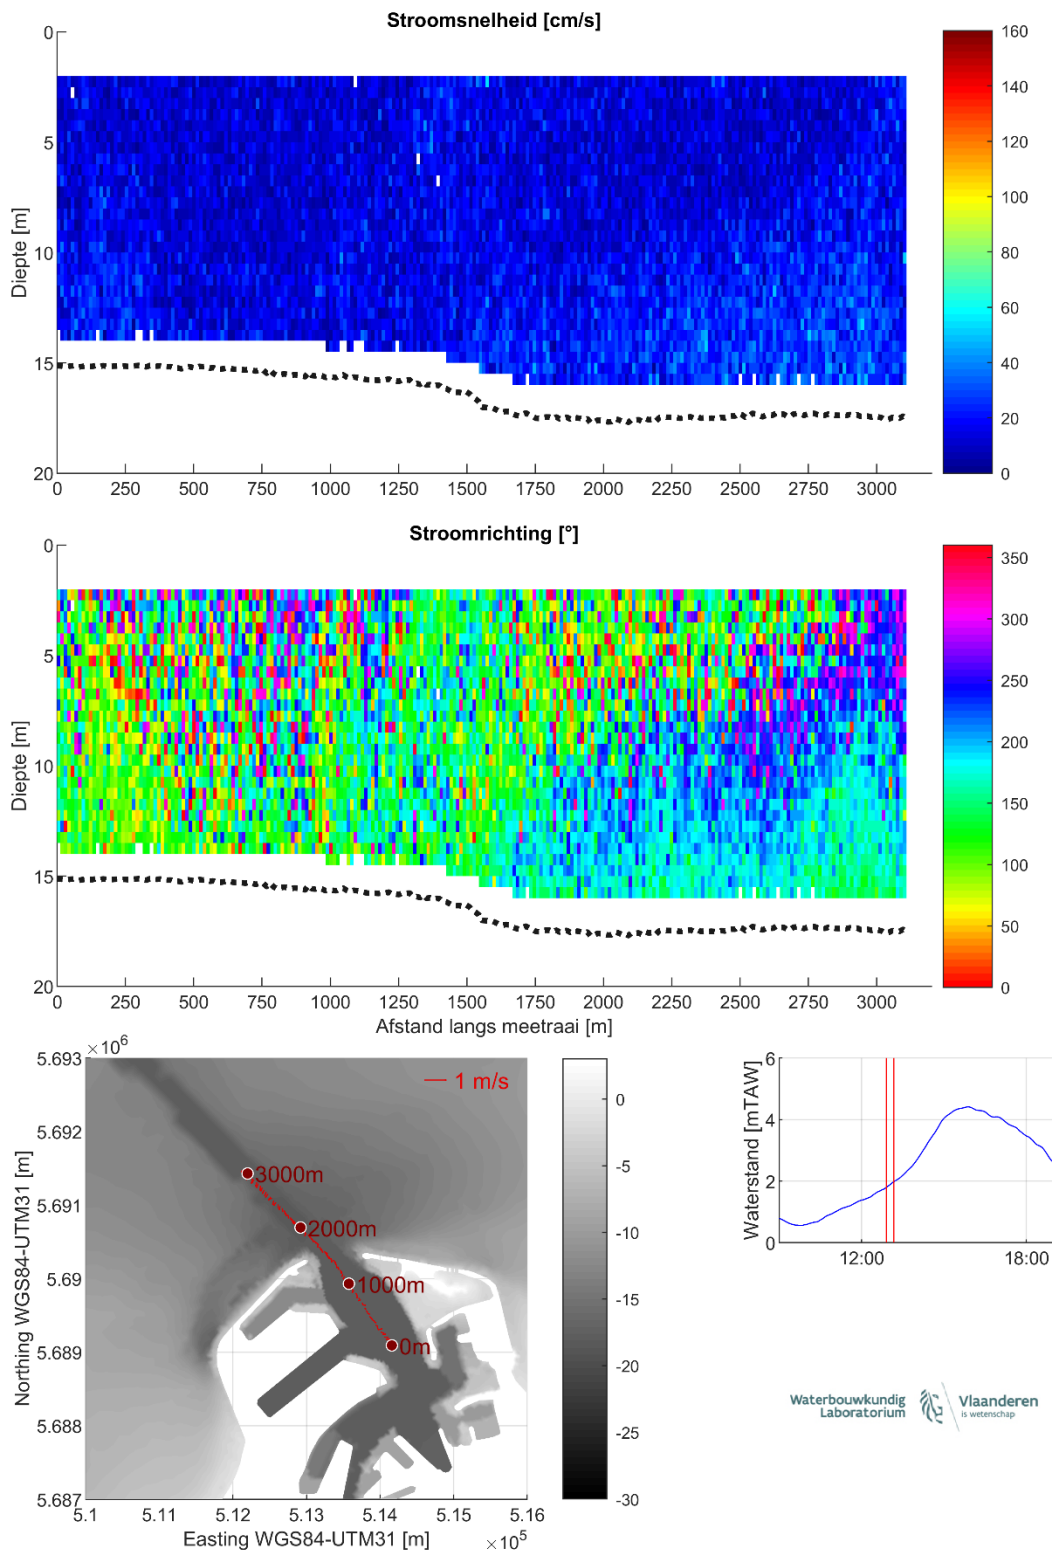 Stroomsnelheid [cm/s]
0
5
10
15
20
Diepte [m]
0 250 500 750 1000 1250 1500 1750 2000 2250 2500 2750 3000
160
140
120
100
80
60
40
20
0
Stroomrichting [°]
0
5
10
15
20
Diepte [m]
0 250 500 750 1000 1250 1500 1750 2000 2250 2500 2750 3000
Afstand langs meetraai [m]
350
300
250
200
150
100
50
0
×10⁶
5.693
5.692
5.691
5.69
5.689
5.688
5.687
Northing WGS84-UTM31 [m]
1 m/s
3000m
2000m
1000m
0m
5.1 5.12 5.13 5.14 5.15 5.16
Easting WGS84-UTM31 [m]
×10⁵
0
-5
-10
-15
-20
-25
-30
Waterstand [mTAW]
6
4
2
0
12:00 18:00
Waterbouwkundig
Laboratorium
Vlaanderen
is wetenschap